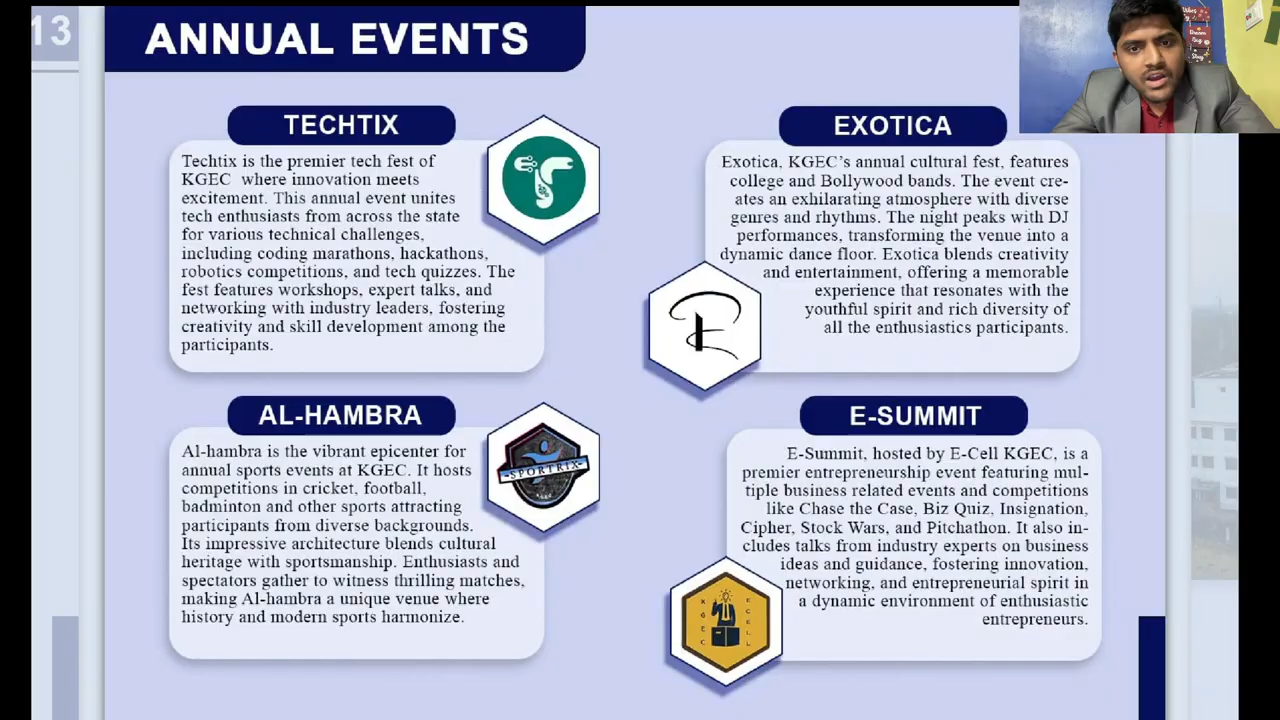 13
ANNUAL EVENTS
TECHTIX
Techtix is the premier tech fest of
KGEC where innovation meets
excitement. This annual event unites
tech enthusiasts from across the state
for various technical challenges,
including coding marathons, hackathons,
robotics competitions, and tech quizzes. The
fest features workshops, expert talks, and
networking with industry leaders, fostering
creativity and skill development among the
participants.
EXOTICA
Exotica, KGEC’s annual cultural fest, features
college and Bollywood bands. The event cre-
ates an exhilarating atmosphere with diverse
genres and rhythms. The night peaks with DJ
performances, transforming the venue into a
dynamic dance floor. Exotica blends creativity
and entertainment, offering a memorable
experience that resonates with the
youthful spirit and rich diversity of
all the enthusiastics participants.
E
AL-HAMBRA
Al-hambra is the vibrant epicenter for
annual sports events at KGEC. It hosts
competitions in cricket, football,
badminton and other sports attracting
participants from diverse backgrounds.
Its impressive architecture blends cultural
heritage with sportsmanship. Enthusiasts and
spectators gather to witness thrilling matches,
making Al-hambra a unique venue where
history and modern sports harmonize.
-SPORTRIX-
E-SUMMIT
E-Summit, hosted by E-Cell KGEC, is a
premier entrepreneurship event featuring mul-
tiple business related events and competitions
like Chase the Case, Biz Quiz, Insignation,
Cipher, Stock Wars, and Pitchathon. It also in-
cludes talks from industry experts on business
ideas and guidance, fostering innovation,
networking, and entrepreneurial spirit in
a dynamic environment of enthusiastic
entrepreneurs.
KGEC
ECELL
Dream
Big